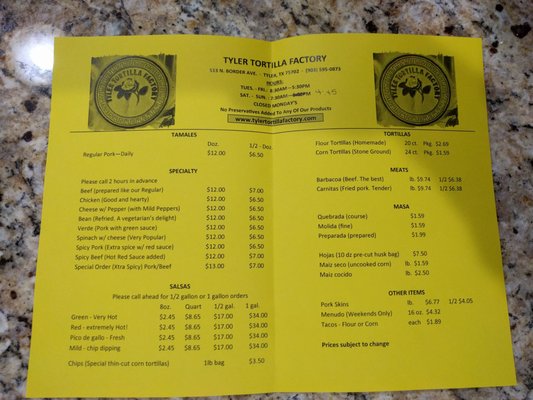 TYLER TORTILLA FACTORY
TYLER TORTILLA FACTORY
TYLER TORTILLA FACTORY
513 N. BORDER AVE. - TYLER, TX 75702 - (903) 595-0873
HOURS:
TUES. - FRI. 8:30AM - 5:30PM
SAT. - SUN. - 7:30AM - PM 4:45
CLOSED MONDAY'S
No Preservatives Added To Any Of Our Products
www.tylertortillafactory.com
TAMALES
Doz. 1/2 - Doz.
Regular Pork—Daily $12.00 $6.50
SPECIALTY
Please call 2 hours in advance
Beef (prepared like our Regular) $12.00 $7.00
Chicken (Good and hearty) $12.00 $6.50
Cheese w/ Pepper (with Mild Peppers) $12.00 $6.50
Bean (Refried. A vegetarian's delight) $12.00 $6.50
Verde (Pork with green sauce) $12.00 $6.50
Spinach w/ cheese (Very Popular) $12.00 $6.50
Spicy Pork (Extra spice w/ red sauce) $12.00 $6.50
Spicy Beef (Hot Red Sauce added) $12.00 $7.00
Special Order (Xtra Spicy) Pork/Beef $13.00 $7.00
SALSAS
Please call ahead for 1/2 gallon or 1 gallon orders
8oz. Quart 1/2 gal. 1 gal.
Green - Very Hot $2.45 $8.65 $17.00 $34.00
Red - extremely Hot! $2.45 $8.65 $17.00 $34.00
Pico de gallo - Fresh $2.45 $8.65 $17.00 $34.00
Mild - chip dipping $2.45 $8.65 $17.00 $34.00
Chips (Special thin-cut corn tortillas) 1lb.bag $3.50
TORTILLAS
Flour Tortillas (Homemade) 20 ct. Pkg. $2.69
Corn Tortillas (Stone Ground) 24 ct. Pkg. $1.59
MEATS
Barbacoa (Beef. The best) lb. $9.74 1/2 $6.38
Carnitas (Fried pork. Tender) lb. $9.74 1/2 $6.38
MASA
Quebrada (course) $1.59
Molida (fine) $1.59
Preparada (prepared) $1.99
Hojas (10 dz pre-cut husk bag) $7.50
Maiz seco (uncooked corn) lb. $1.59
Maiz cocido lb. $2.50
OTHER ITEMS
Pork Skins lb. $6.77 1/2 $4.05
Menudo (Weekends Only) 16 oz. $4.32
Tacos - Flour or Corn each $1.89
Prices subject to change